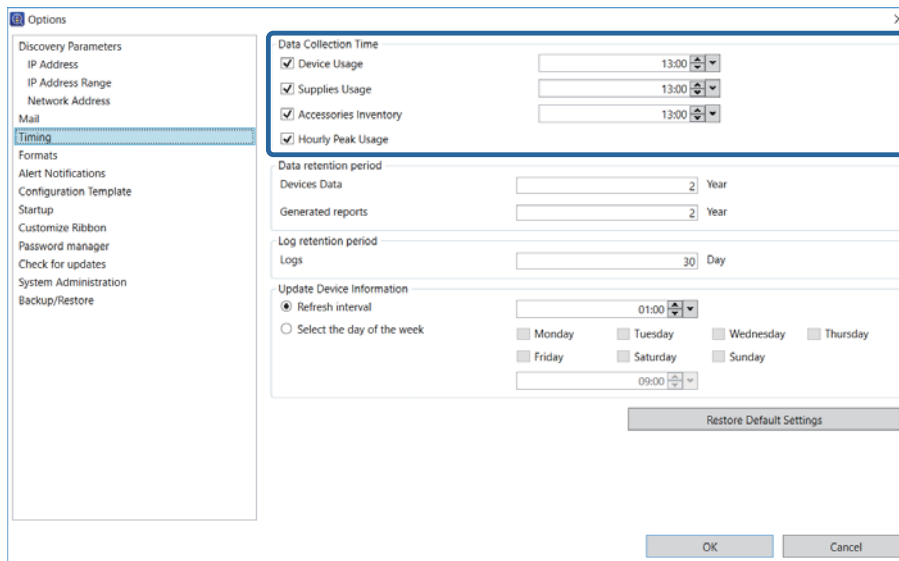 Options
Discovery Parameters
IP Address
IP Address Range
Network Address
Mail
Timing
Formats
Alert Notifications
Configuration Template
Startup
Customize Ribbon
Password manager
Check for updates
System Administration
Backup/Restore
Data Collection Time
Device Usage 13:00
Supplies Usage 13:00
Accessories Inventory 13:00
Hourly Peak Usage
Data retention period
Devices Data 2 Year
Generated reports 2 Year
Log retention period
Logs 30 Day
Update Device Information
Refresh interval 01:00
Select the day of the week
Monday Tuesday Wednesday Thursday
Friday Saturday Sunday
09:00
Restore Default Settings
OK Cancel